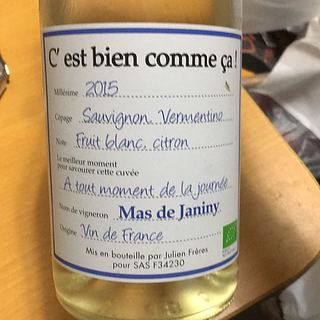 C' est bien comme ça !
Millésime 2015
Cépage Sauvignon, Vermentino
Note Fruit blanc, citron
Le meilleur moment
pour savourer cette cuvée
A tout moment de la journée
Nom de vigneron Mas de Janiny
Origine Vin de France
Mis en bouteille par Julien Frères
pour SAS F34230